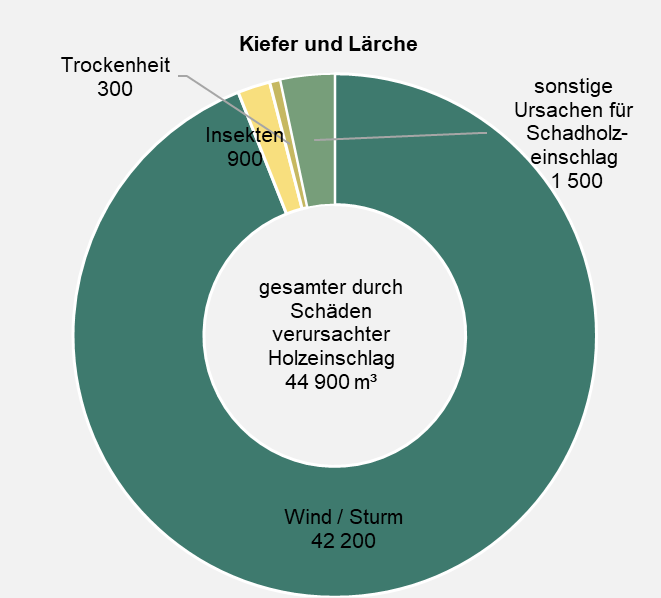 Kiefer und Lärche
Trockenheit
300
Insekten
900
sonstige
Ursachen für
Schadholz-
einschlag
1 500
gesamter durch
Schäden
verursachter
Holzeinschlag
44 900 m³
Wind / Sturm
42 200